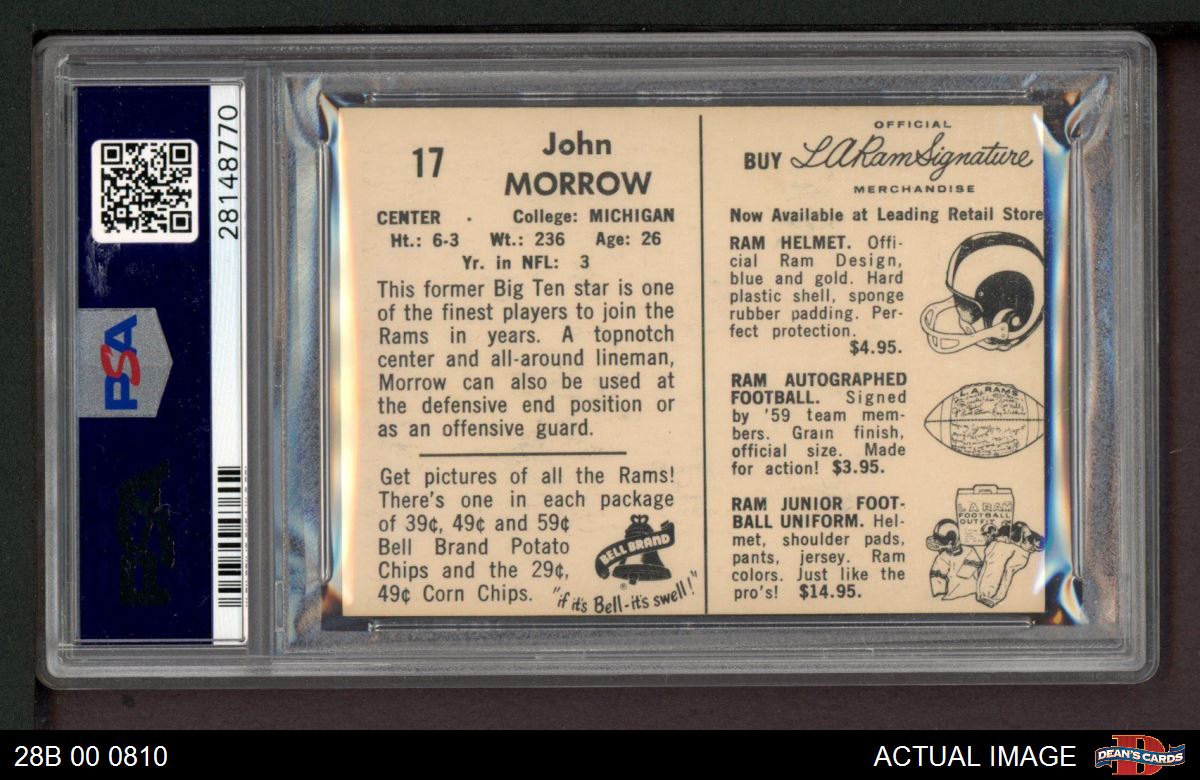 28148770
PSA
PSA
17
John
MORROW
CENTER · College: MICHIGAN
Ht.: 6-3 Wt.: 236 Age: 26
Yr. in NFL: 3
This former Big Ten star is one
of the finest players to join the
Rams in years. A topnotch
center and all-around lineman,
Morrow can also be used at
the defensive end position or
as an offensive guard.
Get pictures of all the Rams!
There's one in each package
of 39¢, 49¢ and 59¢
Bell Brand Potato
Chips and the 29¢,
49¢ Corn Chips.
BELL BRAND
®
"if it's Bell-it's swell!"
OFFICIAL
BUY LA Ram Signature
MERCHANDISE
Now Available at Leading Retail Store
RAM HELMET. Offi-
cial Ram Design,
blue and gold. Hard
plastic shell, sponge
rubber padding. Per-
fect protection.
$4.95.
RAM AUTOGRAPHED
FOOTBALL. Signed
by '59 team mem-
bers. Grain finish,
official size. Made
for action! $3.95.
L.A. RAMS
RAM JUNIOR FOOT-
BALL UNIFORM. Hel-
met, shoulder pads,
pants, jersey. Ram
colors. Just like the
pro's! $14.95.
L A RAM
FOOTBALL
OUTFIT
28B 00 0810
ACTUAL IMAGE
D
DEAN'S CARDS